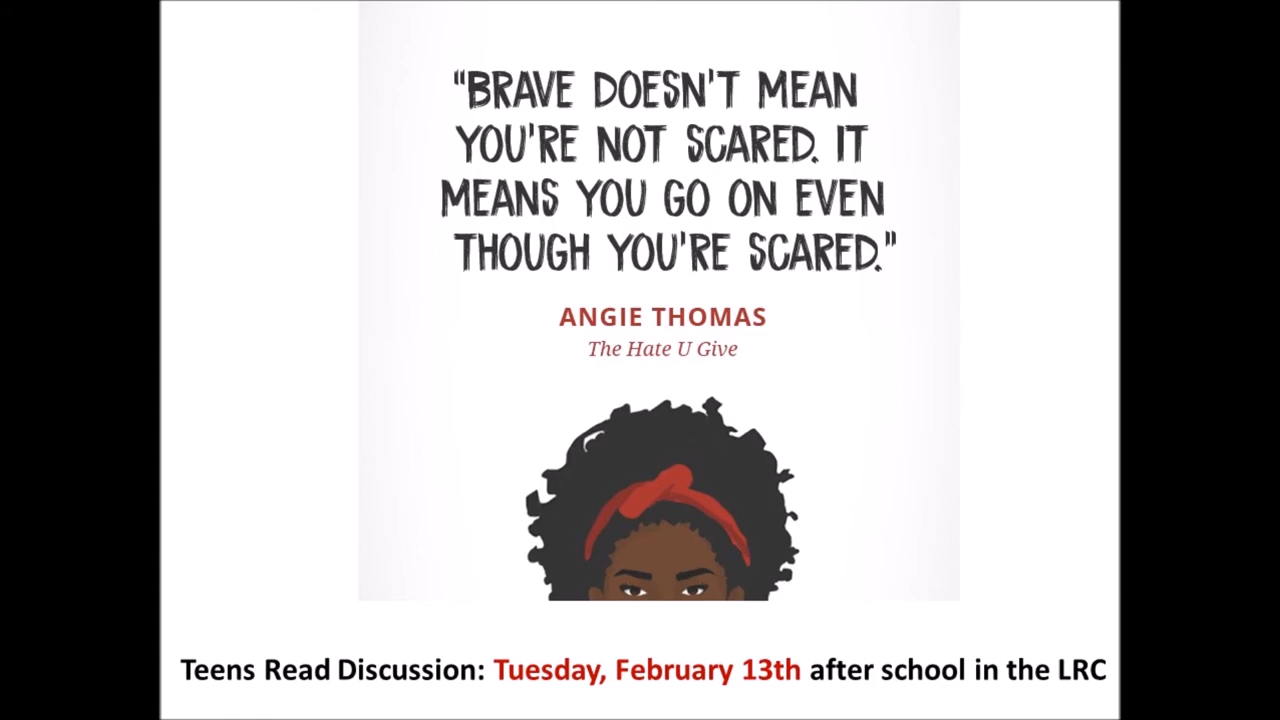 "BRAVE DOESN'T MEAN
YOU'RE NOT SCARED. IT
MEANS YOU GO ON EVEN
THOUGH YOU'RE SCARED."
ANGIE THOMAS
The Hate U Give
Teens Read Discussion: Tuesday, February 13th after school in the LRC